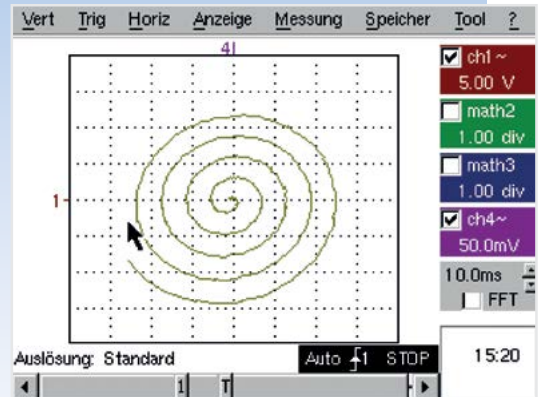 Vert Trig Horiz Anzeige Messung Speicher Tool ?
4
ch1~
5.00 V
math2
1.00 div
math3
1.00 div
1
ch4~
50.0mV
10.0ms
FFT
Auslösung: Standard
Auto 1 STOP
15:20
1 T